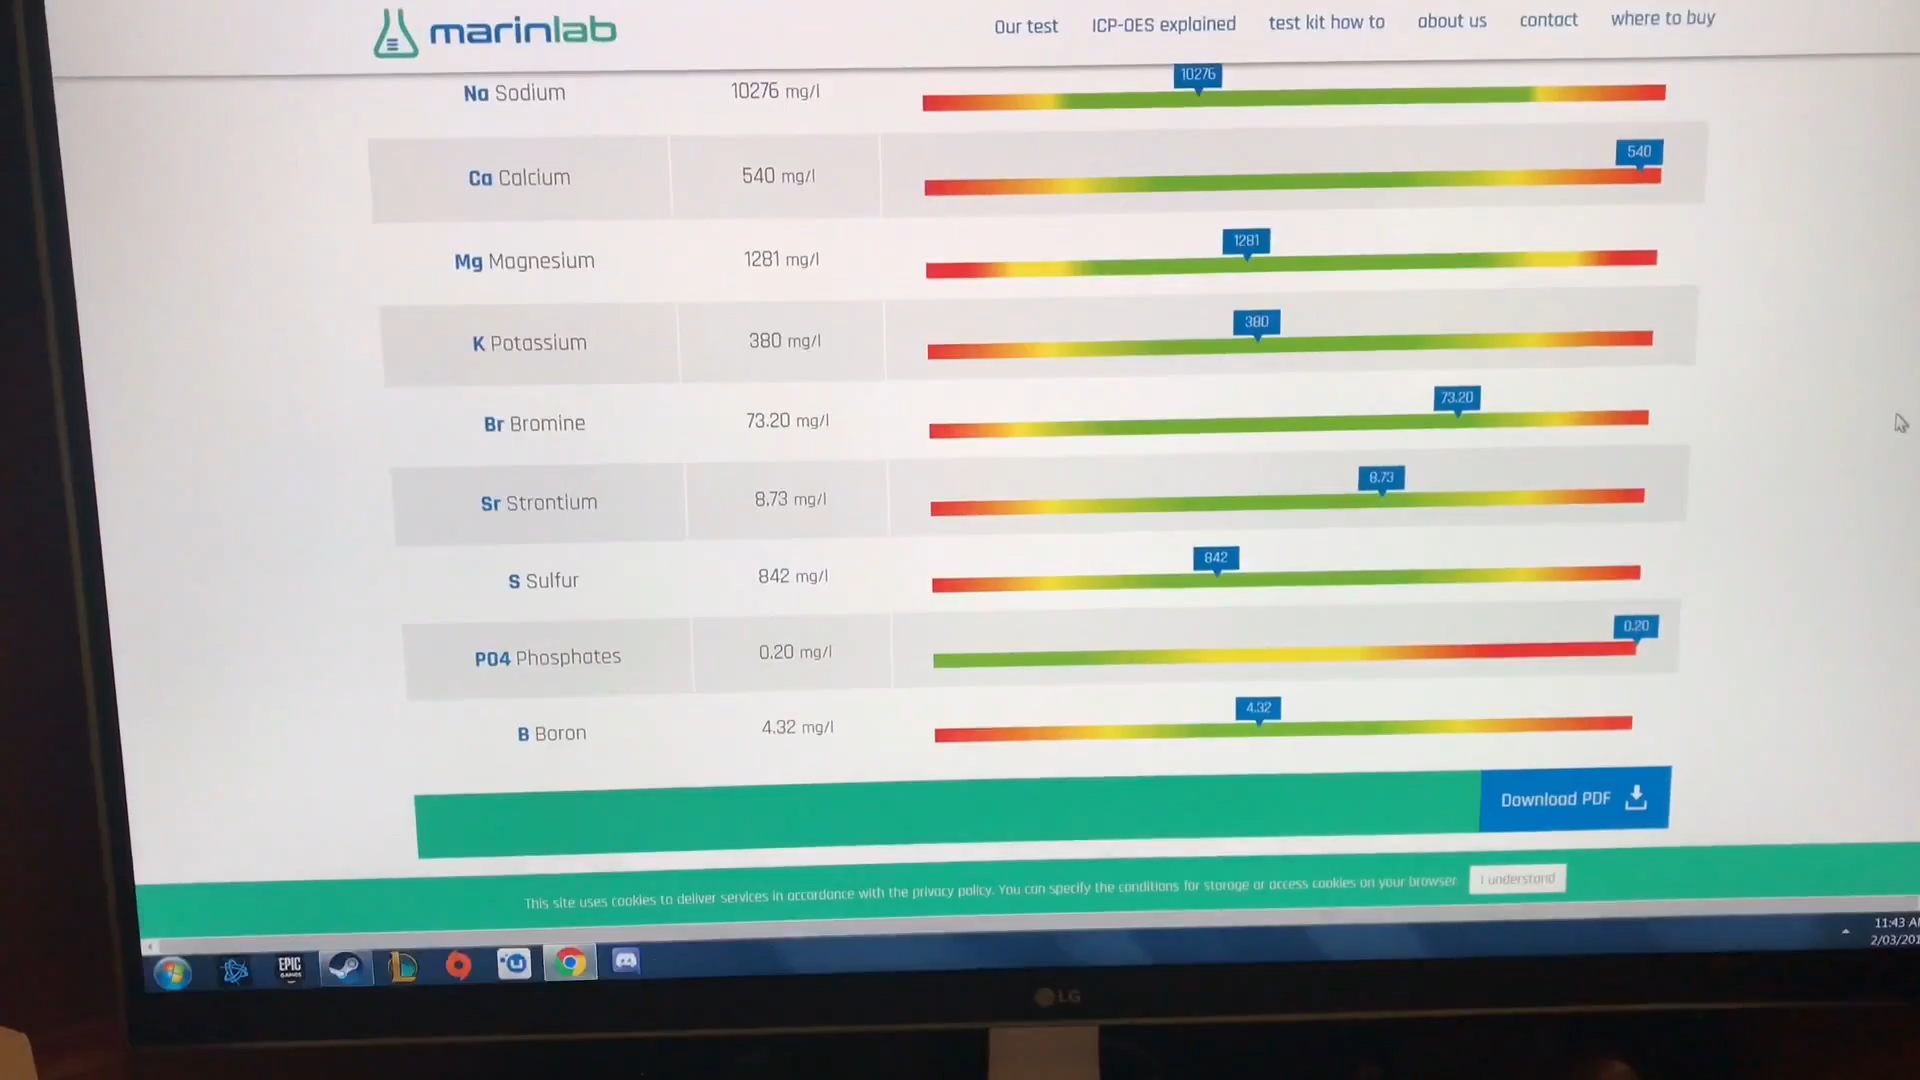 marinlab
Our test ICP-OES explained test kit how to about us contact where to buy
Na Sodium 10276 mg/l 10276
Ca Calcium 540 mg/l 540
Mg Magnesium 1281 mg/l 1281
K Potassium 380 mg/l 380
Br Bromine 73.20 mg/l 73.20
Sr Strontium 8.73 mg/l 8.73
S Sulfur 842 mg/l 842
PO4 Phosphates 0.20 mg/l 0.20
B Boron 4.32 mg/l 4.32
Download PDF
This site uses cookies to deliver services in accordance with the privacy policy. You can specify the conditions for storage or access cookies on your browser I understand
11:43 A
2/03/201
EPIC
GAMES
LG